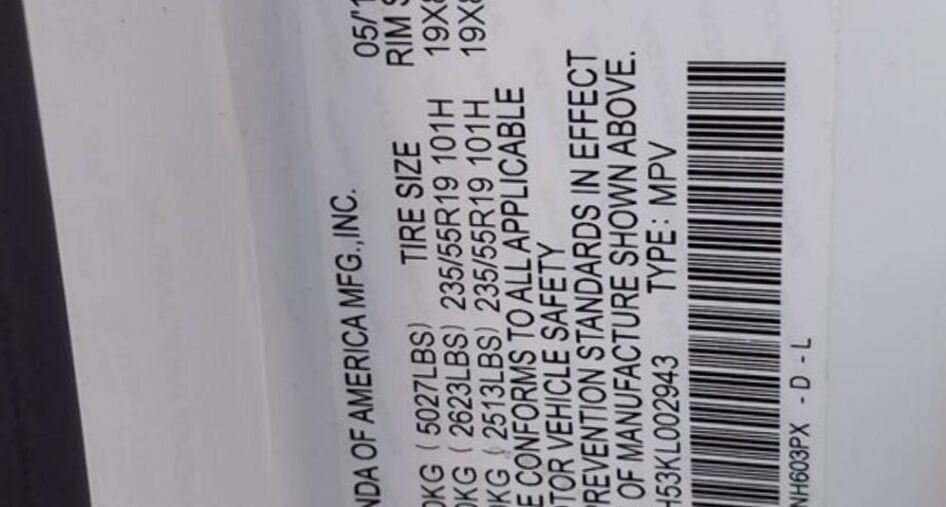 NDA OF AMERICA MFG.,INC. 05/'1
TIRE SIZE RIM S
0KG ( 5027LBS)
0KG ( 2623LBS) 235/55R19 101H 19X8
0KG ( 2513LBS) 235/55R19 101H 19X8
E CONFORMS TO ALL APPLICABLE
TOR VEHICLE SAFETY
PREVENTION STANDARDS IN EFFECT
OF MANUFACTURE SHOWN ABOVE.
H53KL002943 TYPE: MPV
NH603PX - D - L